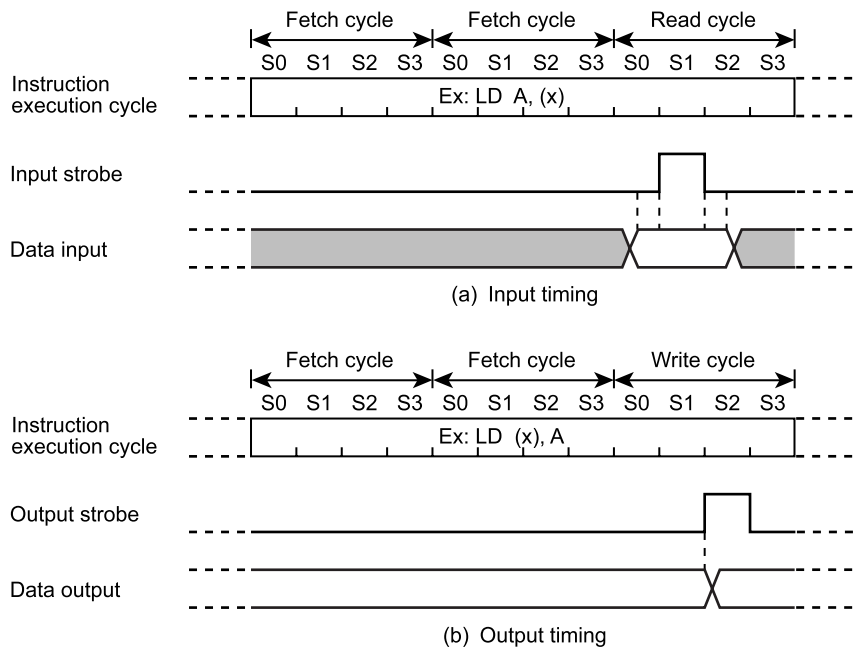 Fetch cycle Fetch cycle Read cycle
S0 S1 S2 S3 S0 S1 S2 S3 S0 S1 S2 S3
Instruction
execution cycle
Ex: LD A, (x)
Input strobe
Data input
(a) Input timing
Fetch cycle Fetch cycle Write cycle
S0 S1 S2 S3 S0 S1 S2 S3 S0 S1 S2 S3
Instruction
execution cycle
Ex: LD (x), A
Output strobe
Data output
(b) Output timing